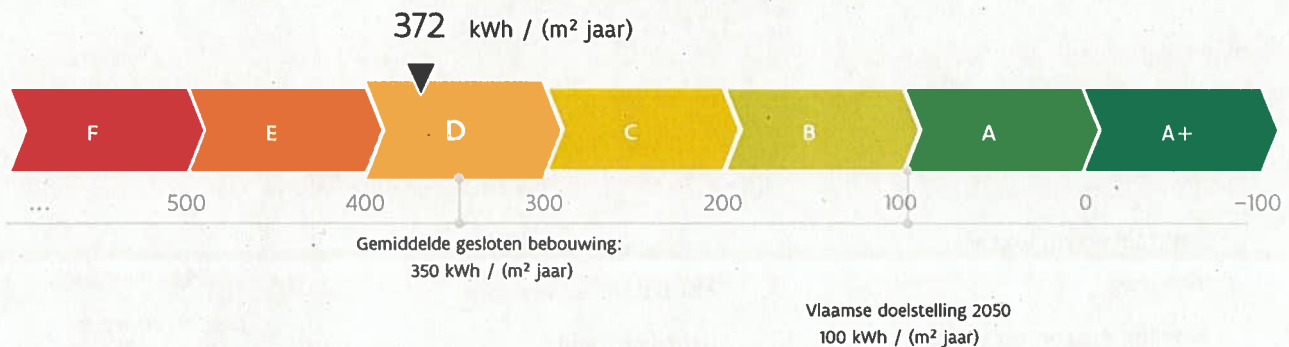 372 kWh / (m² jaar)
F E D C B A A+
... 500 400 300 200 100 0 −100
Gemiddelde gesloten bebouwing:
350 kWh / (m² jaar)
Vlaamse doelstelling 2050
100 kWh / (m² jaar)